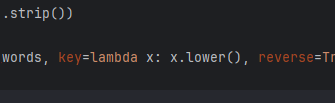 .strip())
words, key=lambda x: x.lower(), reverse=Tr